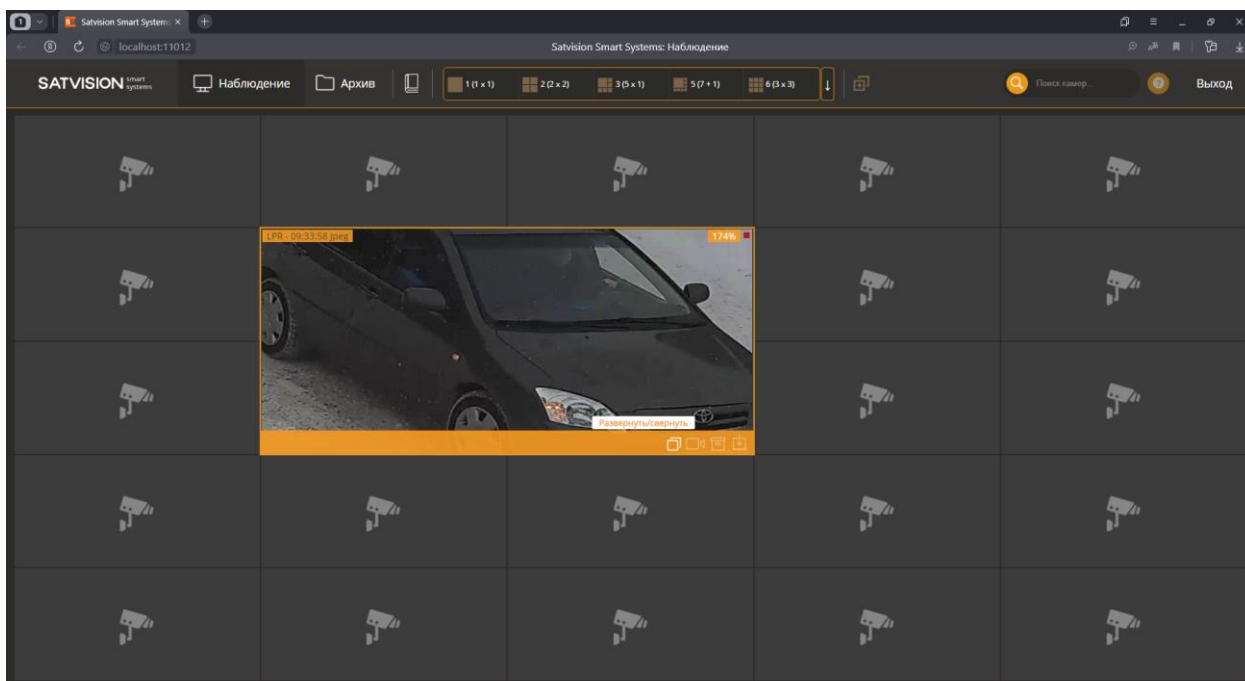 1
Satvision Smart System:
localhost:11012
Satvision Smart Systems: Наблюдение
SATVISION smart systems
Наблюдение
Архив
1 (1 x 1)
2 (2 x 2)
3 (5 x 1)
5 (7 + 1)
6 (3 x 3)
Поиск камер...
?
Выход
LPR - 09:33:58 Jpeg
174%
Развернуть/свернуть